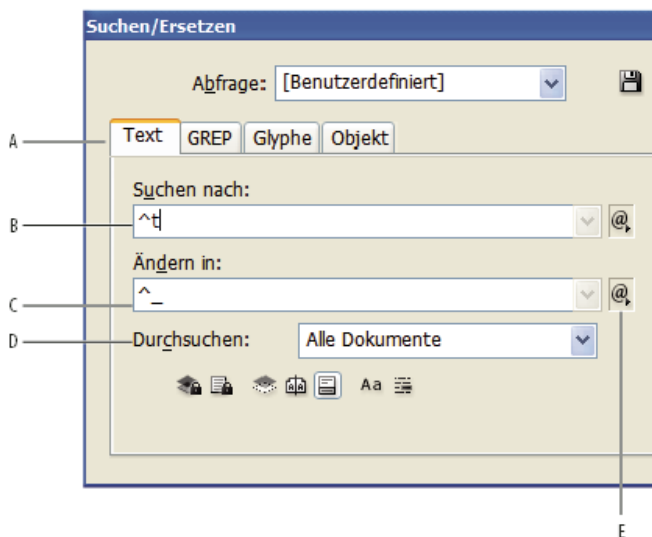 Suchen/Ersetzen
Abfrage: [Benutzerdefiniert]
A
Text GREP Glyphe Objekt
Suchen nach:
B
^t
@
Ändern in:
C
^_
@
D
Durchsuchen: Alle Dokumente
Aa
E